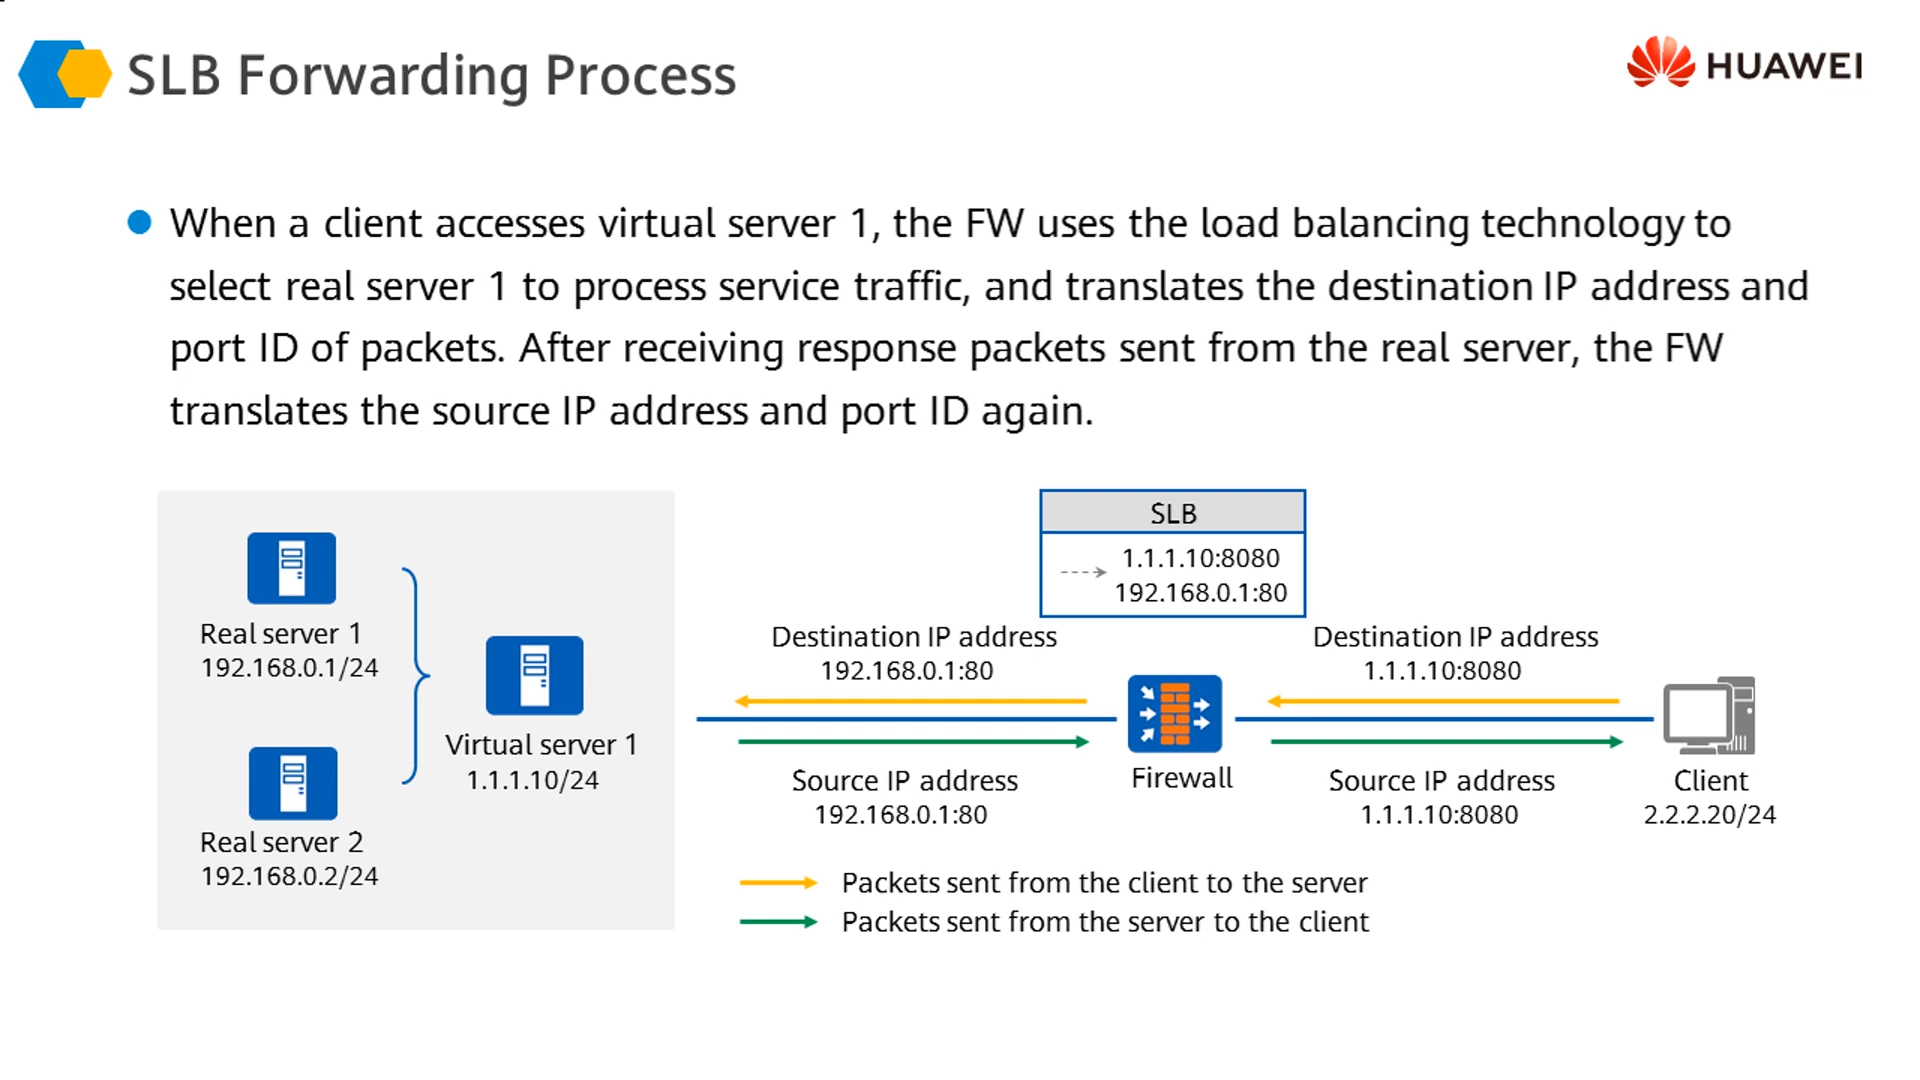 SLB Forwarding Process
HUAWEI
When a client accesses virtual server 1, the FW uses the load balancing technology to
select real server 1 to process service traffic, and translates the destination IP address and
port ID of packets. After receiving response packets sent from the real server, the FW
translates the source IP address and port ID again.
Real server 1
192.168.0.1/24
Real server 2
192.168.0.2/24
Virtual server 1
1.1.1.10/24
SLB
1.1.1.10:8080
192.168.0.1:80
Destination IP address
192.168.0.1:80
Destination IP address
1.1.1.10:8080
Source IP address
192.168.0.1:80
Firewall
Source IP address
1.1.1.10:8080
Client
2.2.2.20/24
Packets sent from the client to the server
Packets sent from the server to the client